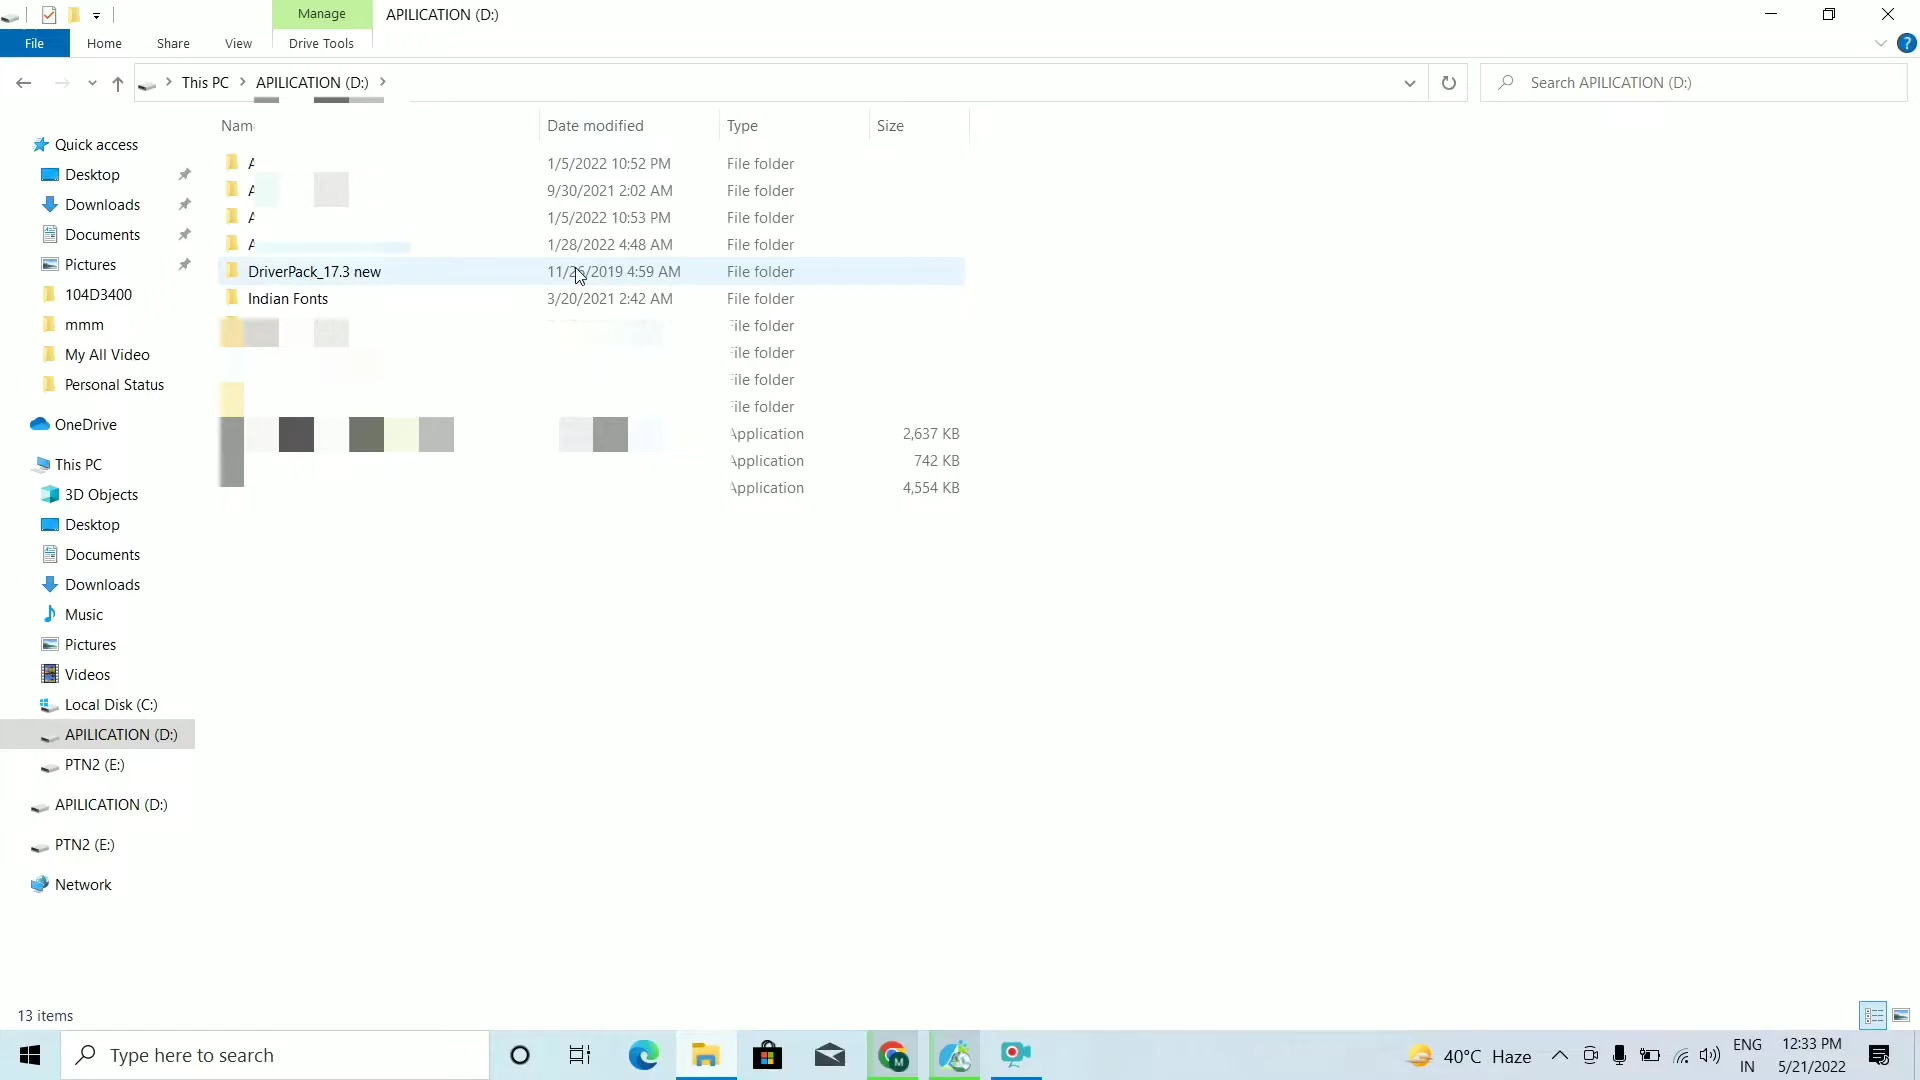 Manage
APILICATION (D:)
File
Home
Share
View
Drive Tools
This PC
APILICATION (D:)
Search APILICATION (D:)
Date modified
Type
Size
A
1/5/2022 10:52 PM
File folder
A
9/30/2021 2:02 AM
File folder
A
1/5/2022 10:53 PM
File folder
A
1/28/2022 4:48 AM
File folder
DriverPack_17.3 new
11/26/2019 4:59 AM
File folder
Indian Fonts
3/20/2021 2:42 AM
File folder
File folder
File folder
File folder
File folder
Application
2,637 KB
Application
742 KB
Application
4,554 KB
Quick access
Desktop
Downloads
Documents
Pictures
104D3400
mmm
My All Video
Personal Status
OneDrive
This PC
3D Objects
Desktop
Documents
Downloads
Music
Pictures
Videos
Local Disk (C:)
APILICATION (D:)
PTN2 (E:)
APILICATION (D:)
PTN2 (E:)
Network
13 items
Type here to search
M
40°C Haze
ENG
IN
12:33 PM
5/21/2022